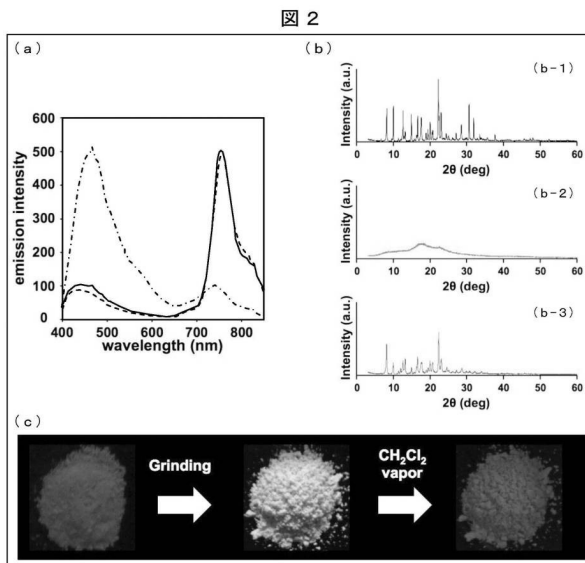 図 2
(a)
emission intensity
600
500
400
300
200
100
0
400 500 600 700 800
wavelength (nm)
(b)
(b-1)
Intensity (a.u.)
0 10 20 30 40 50 60
2θ (deg)
(b-2)
Intensity (a.u.)
0 10 20 30 40 50 60
2θ (deg)
(b-3)
Intensity (a.u.)
0 10 20 30 40 50 60
2θ (deg)
(c)
Grinding
CH₂Cl₂
vapor